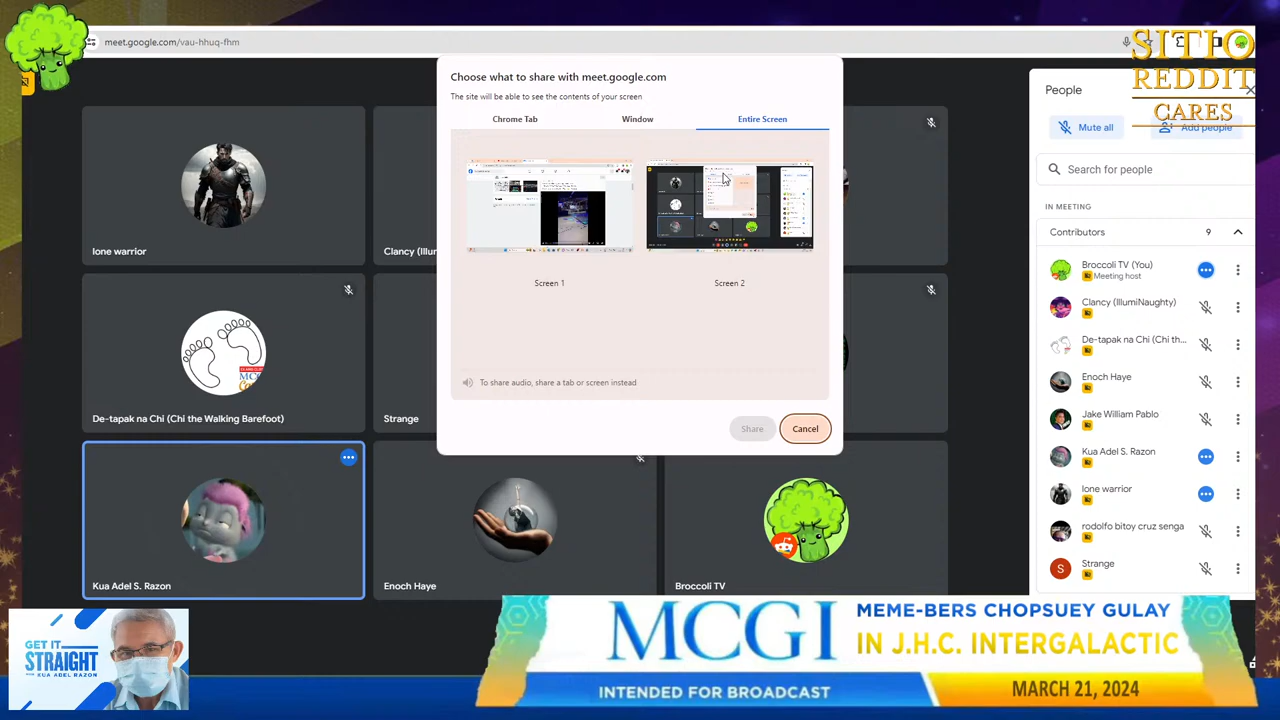 meet.google.com/vau-hhuq-fhm
SITIO
REDDIT
CARES
Choose what to share with meet.google.com
The site will be able to see the contents of your screen
Chrome Tab
Window
Entire Screen
Screen 1
Screen 2
To share audio, share a tab or screen instead
Share
Cancel
lone warrior
Clancy (Illumi
De-tapak na Chi (Chi the Walking Barefoot)
Strange
Kua Adel S. Razon
Enoch Haye
Broccoli TV
People
Mute all
Add people
Search for people
IN MEETING
Contributors
9
Broccoli TV (You)
Meeting host
Clancy (IllumiNaughty)
De-tapak na Chi (Chi th...
Enoch Haye
Jake William Pablo
Kua Adel S. Razon
lone warrior
rodolfo bitoy cruz senga
S
Strange
GET IT
STRAIGHT
KUA ADEL RAZON
MCGI
MEME-BERS CHOPSUEY GULAY
IN J.H.C. INTERGALACTIC
INTENDED FOR BROADCAST
MARCH 21, 2024